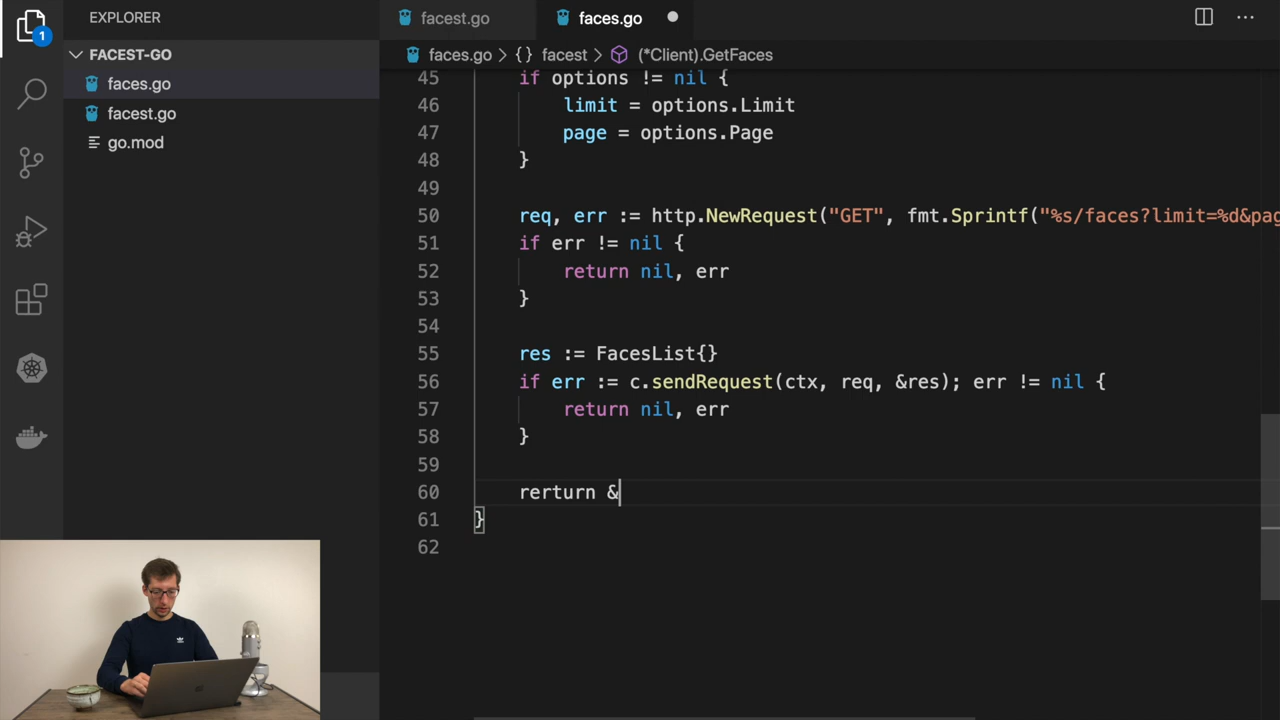 EXPLORER
FACEST-GO
faces.go
facest.go
go.mod
1
facest.go
faces.go
faces.go > {} facest > (*Client).GetFaces
45 if options != nil {
46 limit = options.Limit
47 page = options.Page
48 }
49
50 req, err := http.NewRequest("GET", fmt.Sprintf("%s/faces?limit=%d&pag
51 if err != nil {
52 return nil, err
53 }
54
55 res := FacesList{}
56 if err := c.sendRequest(ctx, req, &res); err != nil {
57 return nil, err
58 }
59
60 rerturn &
61 }
62